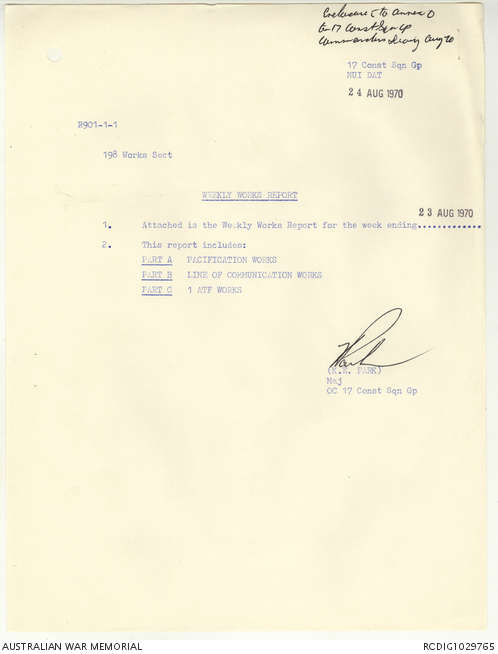 Enclosure 5 to Annex D
to 17 Const Sqn Gp
Commanders Diary Aug 70
17 Const Sqn Gp
NUI DAT
24 AUG 1970
R901-1-1
198 Works Sect
WEEKLY WORKS REPORT
23 AUG 1970
1. Attached is the Weekly Works Report for the week ending.............
2. This report includes:
PART A PACIFICATION WORKS
PART B LINE OF COMMUNICATION WORKS
PART C 1 ATF WORKS
(K.W. PARK)
Maj
OC 17 Const Sqn Gp
AUSTRALIAN WAR MEMORIAL
RCDIG1029765